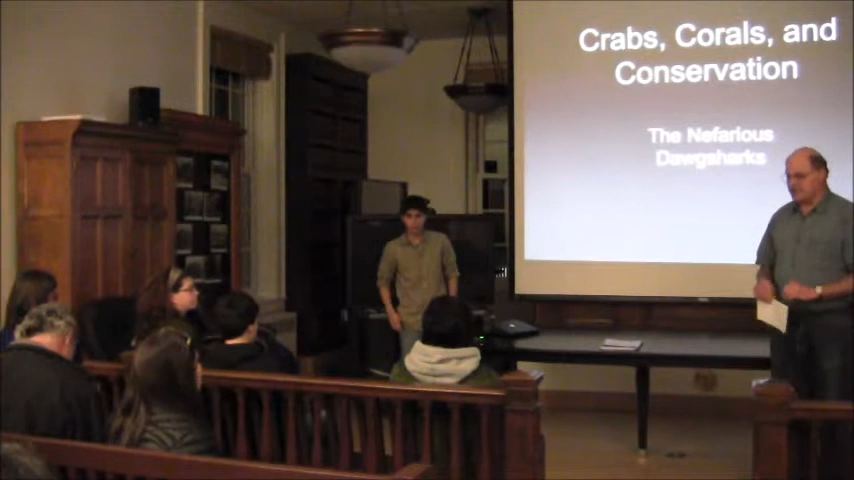 Crabs, Corals, and
Conservation
The Nefarious
Dawgsharks